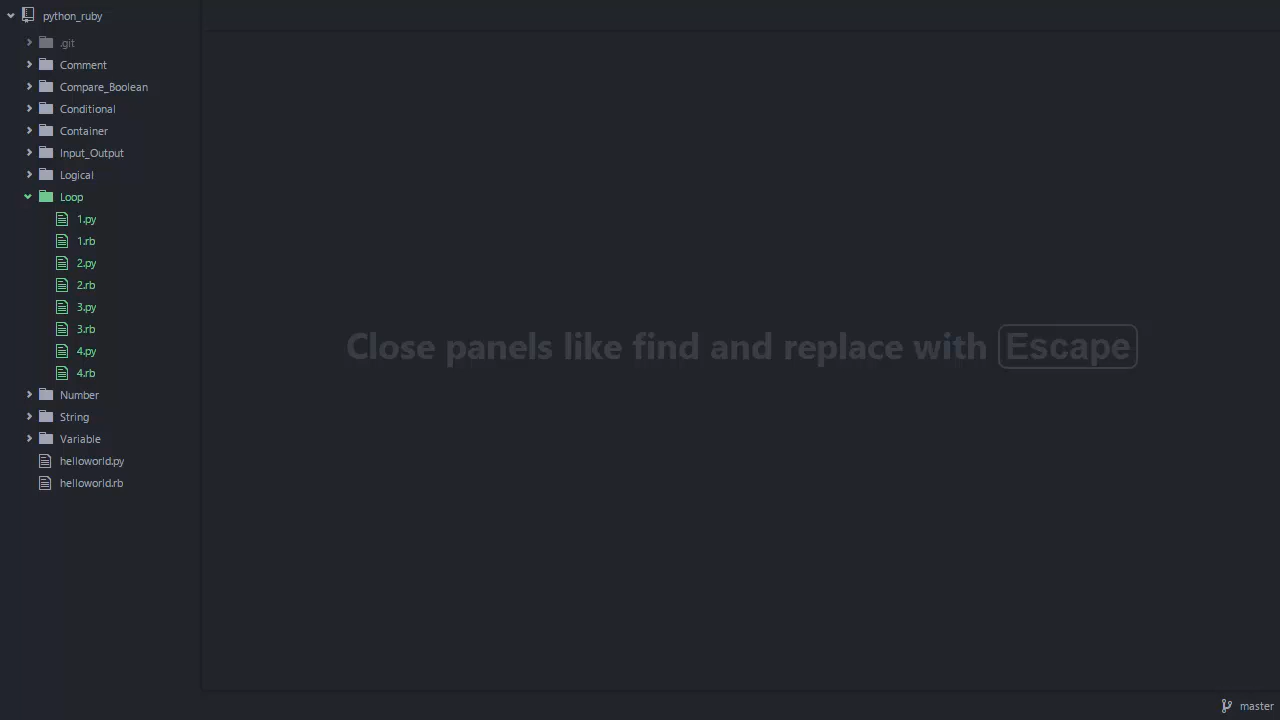 python_ruby
.git
Comment
Compare_Boolean
Conditional
Container
Input_Output
Logical
Loop
1.py
1.rb
2.py
2.rb
3.py
3.rb
4.py
4.rb
Number
String
Variable
helloworld.py
helloworld.rb
Close panels like find and replace with Escape
master